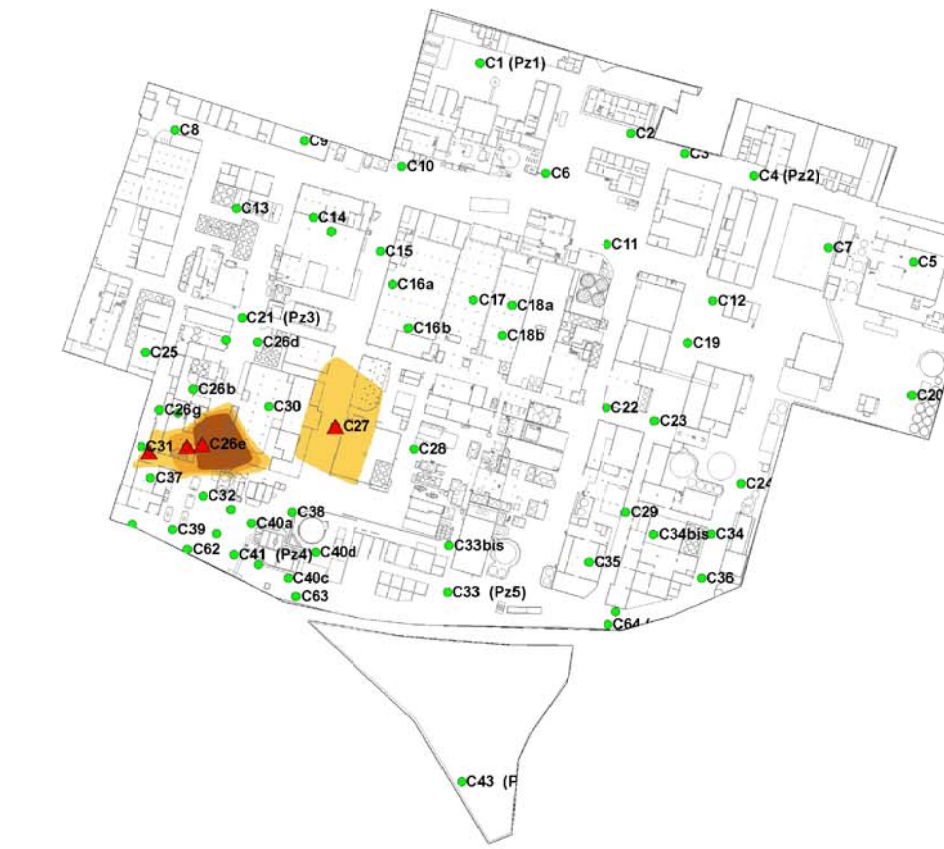 C1 (Pz1)
C2
C8
C9
C3
C10
C6
C4 (Pz2)
C13
C14
C11
C7
C15
C5
C16a
C17
C18a
C12
C21 (Pz3)
C16b
C18b
C26d
C19
C25
C26b
C20
C26g
C30
C22
C23
C27
C31
C26e
C28
C37
C24
C32
C38
C29
C40a
C39
C34bis
C34
C62
C33bis
C41 (Pz4)
C40d
C35
C40c
C36
C63
C33 (Pz5)
C64 (
C43 (P